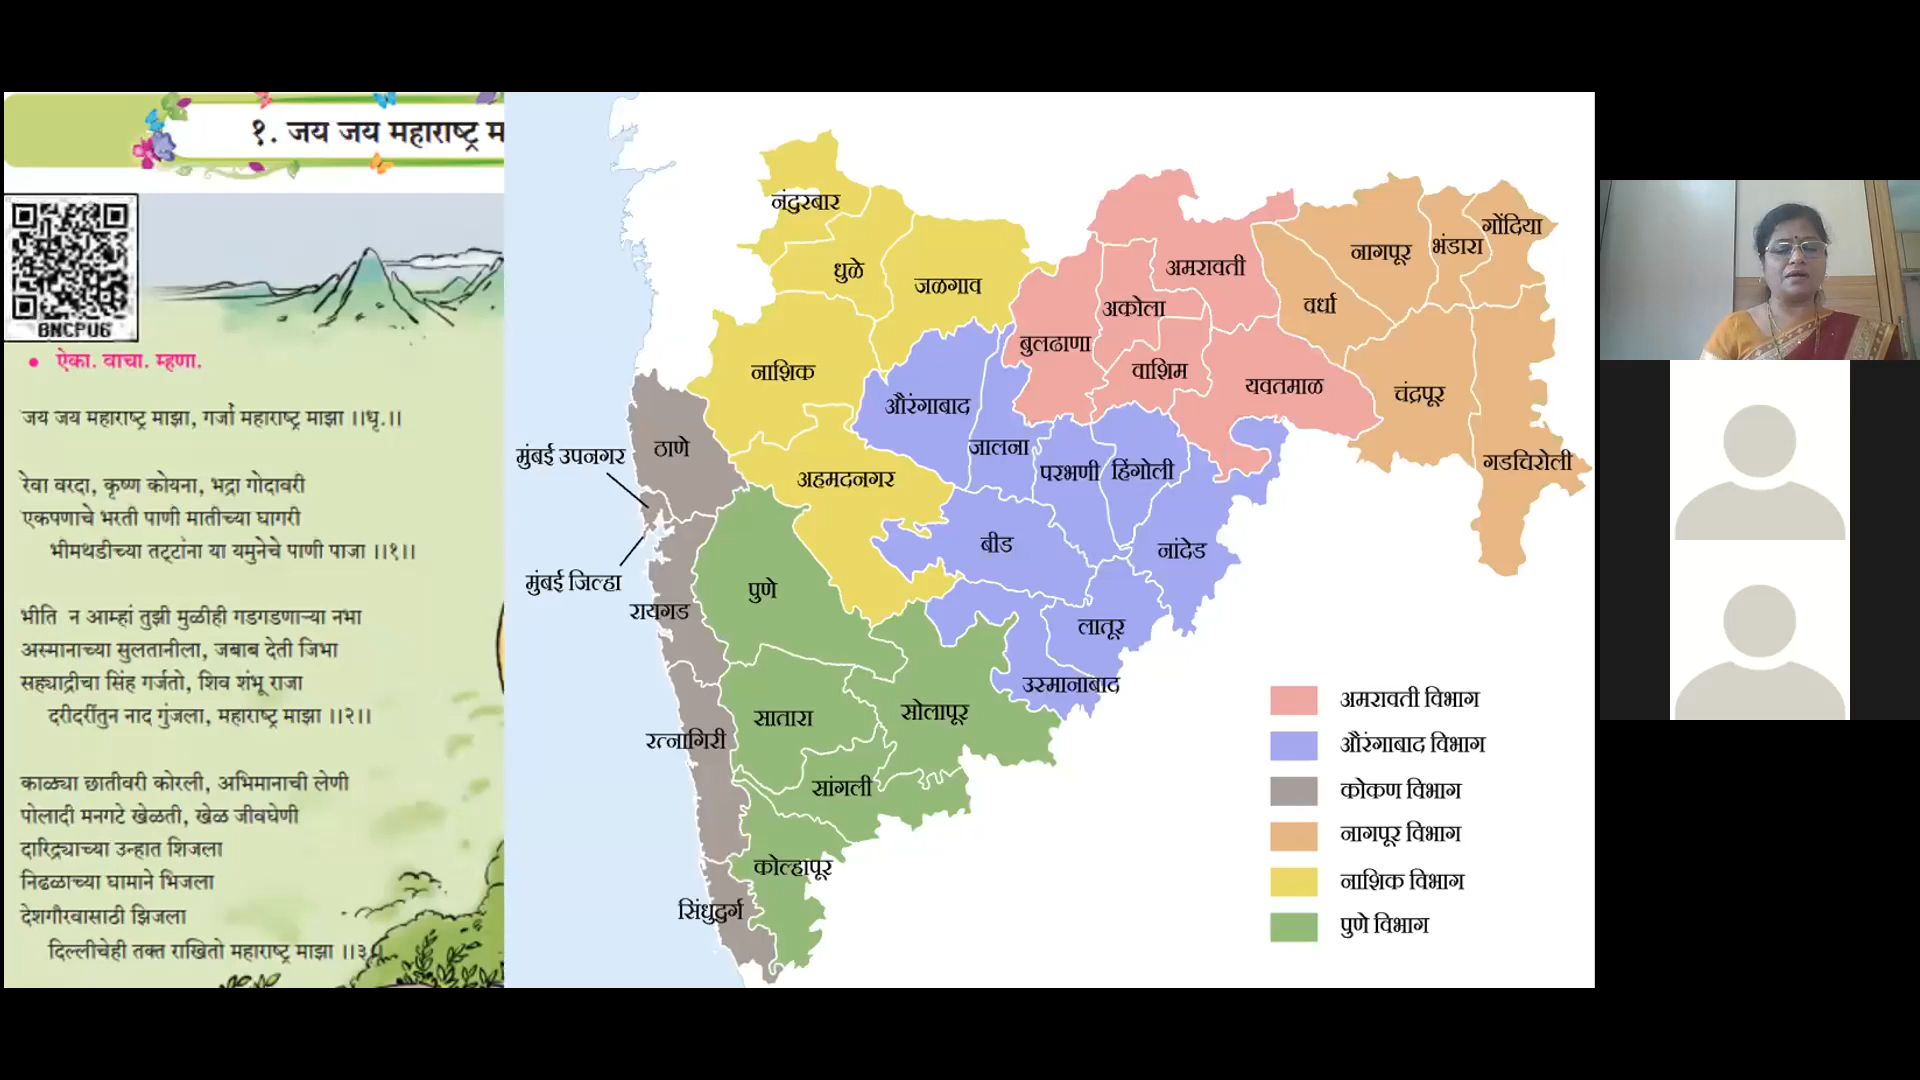 १. जय जय महाराष्ट्र म
BNCPU6
• ऐका. वाचा. म्हणा.
जय जय महाराष्ट्र माझा, गर्जा महाराष्ट्र माझा ।।धृ.।।
रेवा वरदा, कृष्ण कोयना, भद्रा गोदावरी
एकपणाचे भरती पाणी मातीच्या घागरी
भीमथडीच्या तट्टांना या यमुनेचे पाणी पाजा ।।१।।
भीति न आम्हां तुझी मुळीही गडगडणाऱ्या नभा
अस्मानाच्या सुलतानीला, जबाब देती जिभा
सह्याद्रीचा सिंह गर्जतो, शिव शंभू राजा
दरीदरींतुन नाद गुंजला, महाराष्ट्र माझा ।।२।।
काळ्या छातीवरी कोरली, अभिमानाची लेणी
पोलादी मनगटे खेळती, खेळ जीवघेणी
दारिद्र्याच्या उन्हात शिजला
निढळाच्या घामाने भिजला
देशगौरवासाठी झिजला
दिल्लीचेही तक्त राखितो महाराष्ट्र माझा ।।३।।
नंदुरबार
धुळे
जळगाव
नाशिक
अहमदनगर
औरंगाबाद
जालना
परभणी
हिंगोली
बीड
नांदेड
लातूर
उस्मानाबाद
बुलढाणा
अकोला
अमरावती
वाशिम
यवतमाळ
वर्धा
नागपूर
भंडारा
गोंदिया
चंद्रपूर
गडचिरोली
ठाणे
मुंबई उपनगर
मुंबई जिल्हा
रायगड
रत्नागिरी
सिंधुदुर्ग
पुणे
सातारा
सोलापूर
सांगली
कोल्हापूर
अमरावती विभाग
औरंगाबाद विभाग
कोकण विभाग
नागपूर विभाग
नाशिक विभाग
पुणे विभाग